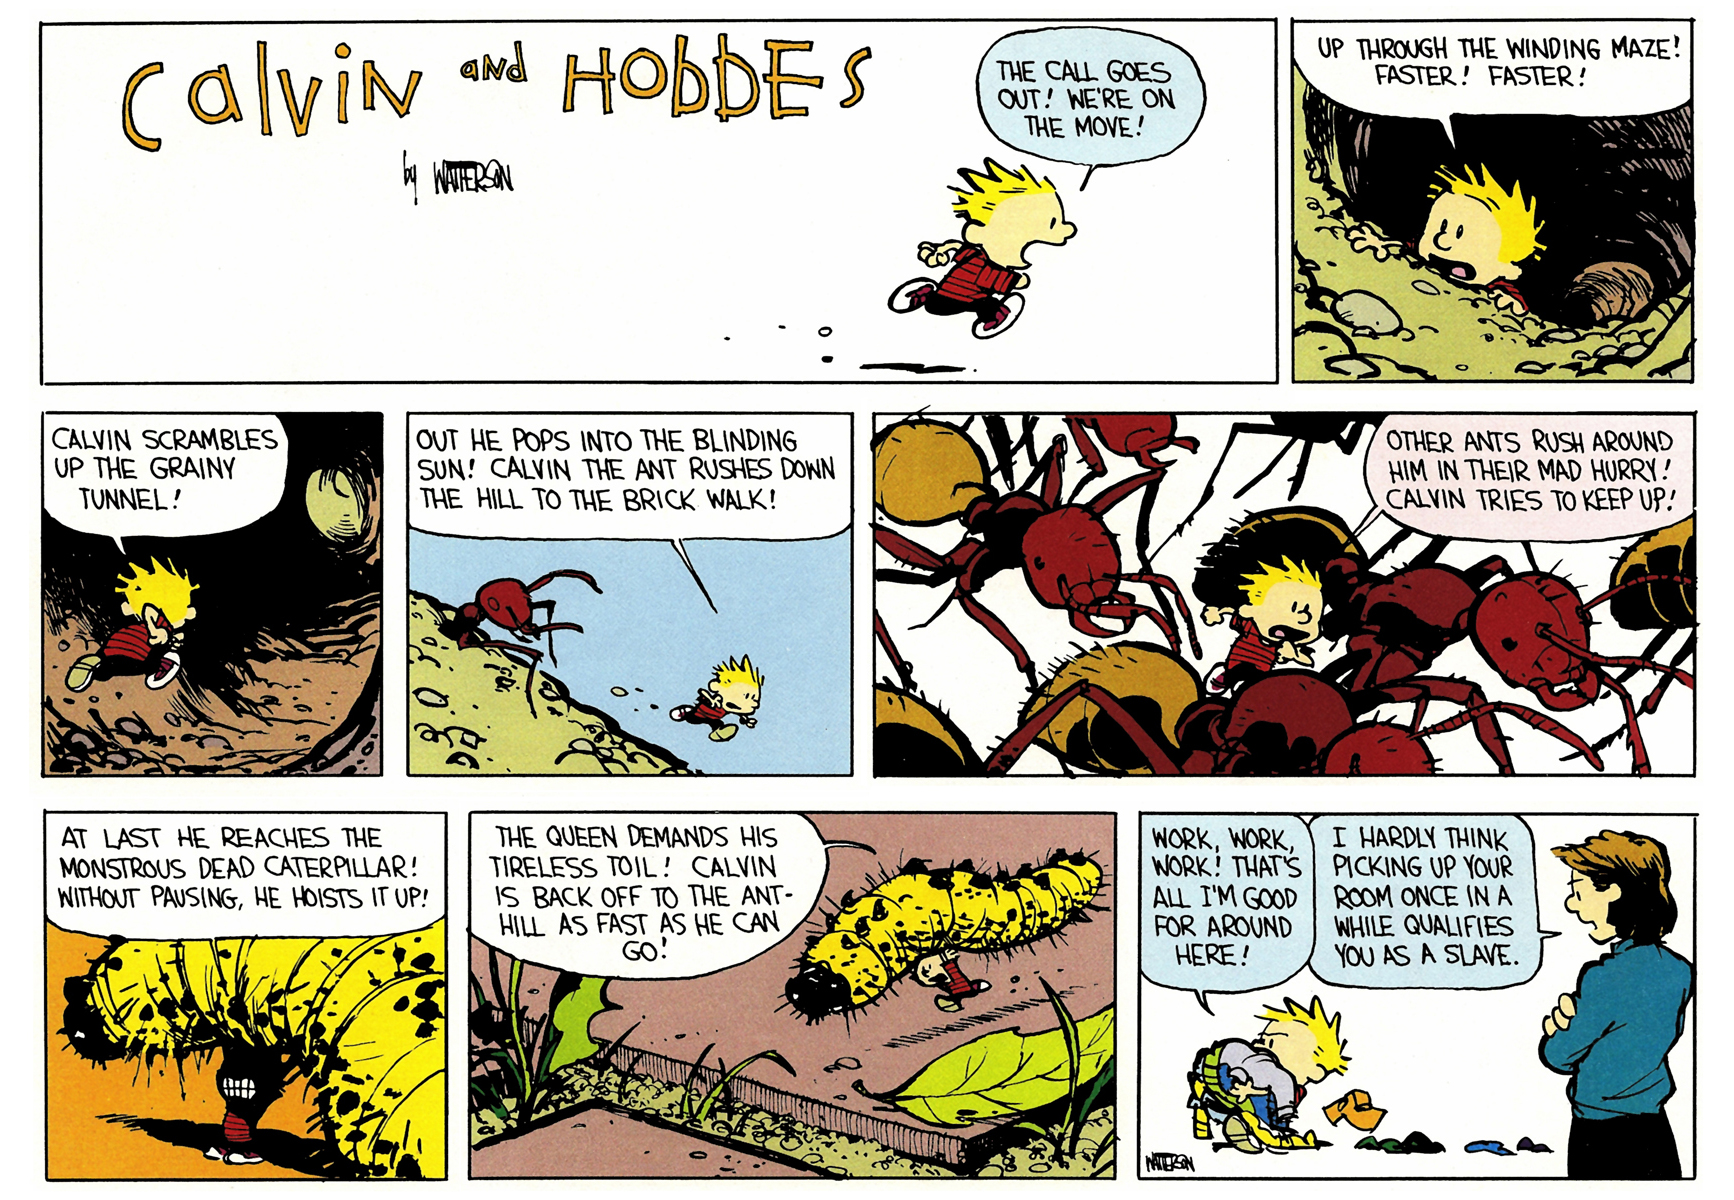 CALVIN AND HOBBES
by WATTERSON
THE CALL GOES
OUT! WE'RE ON
THE MOVE!
UP THROUGH THE WINDING MAZE!
FASTER! FASTER!
CALVIN SCRAMBLES
UP THE GRAINY
TUNNEL!
OUT HE POPS INTO THE BLINDING
SUN! CALVIN THE ANT RUSHES DOWN
THE HILL TO THE BRICK WALK!
OTHER ANTS RUSH AROUND
HIM IN THEIR MAD HURRY!
CALVIN TRIES TO KEEP UP!
AT LAST HE REACHES THE
MONSTROUS DEAD CATERPILLAR!
WITHOUT PAUSING, HE HOISTS IT UP!
THE QUEEN DEMANDS HIS
TIRELESS TOIL! CALVIN
IS BACK OFF TO THE ANT-
HILL AS FAST AS HE CAN
GO!
WORK, WORK,
WORK! THAT'S
ALL I'M GOOD
FOR AROUND
HERE!
I HARDLY THINK
PICKING UP YOUR
ROOM ONCE IN A
WHILE QUALIFIES
YOU AS A SLAVE.
WATTERSON